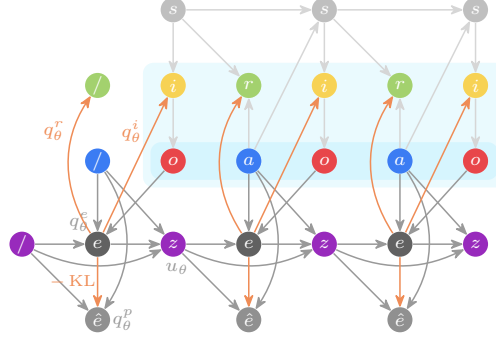 s s s
/ i r i r i
q_θ^r q_θ^i
/ o a o a o
q_θ^e
/ e z e z e z
u_θ
− KL
ê q_θ^p ê ê